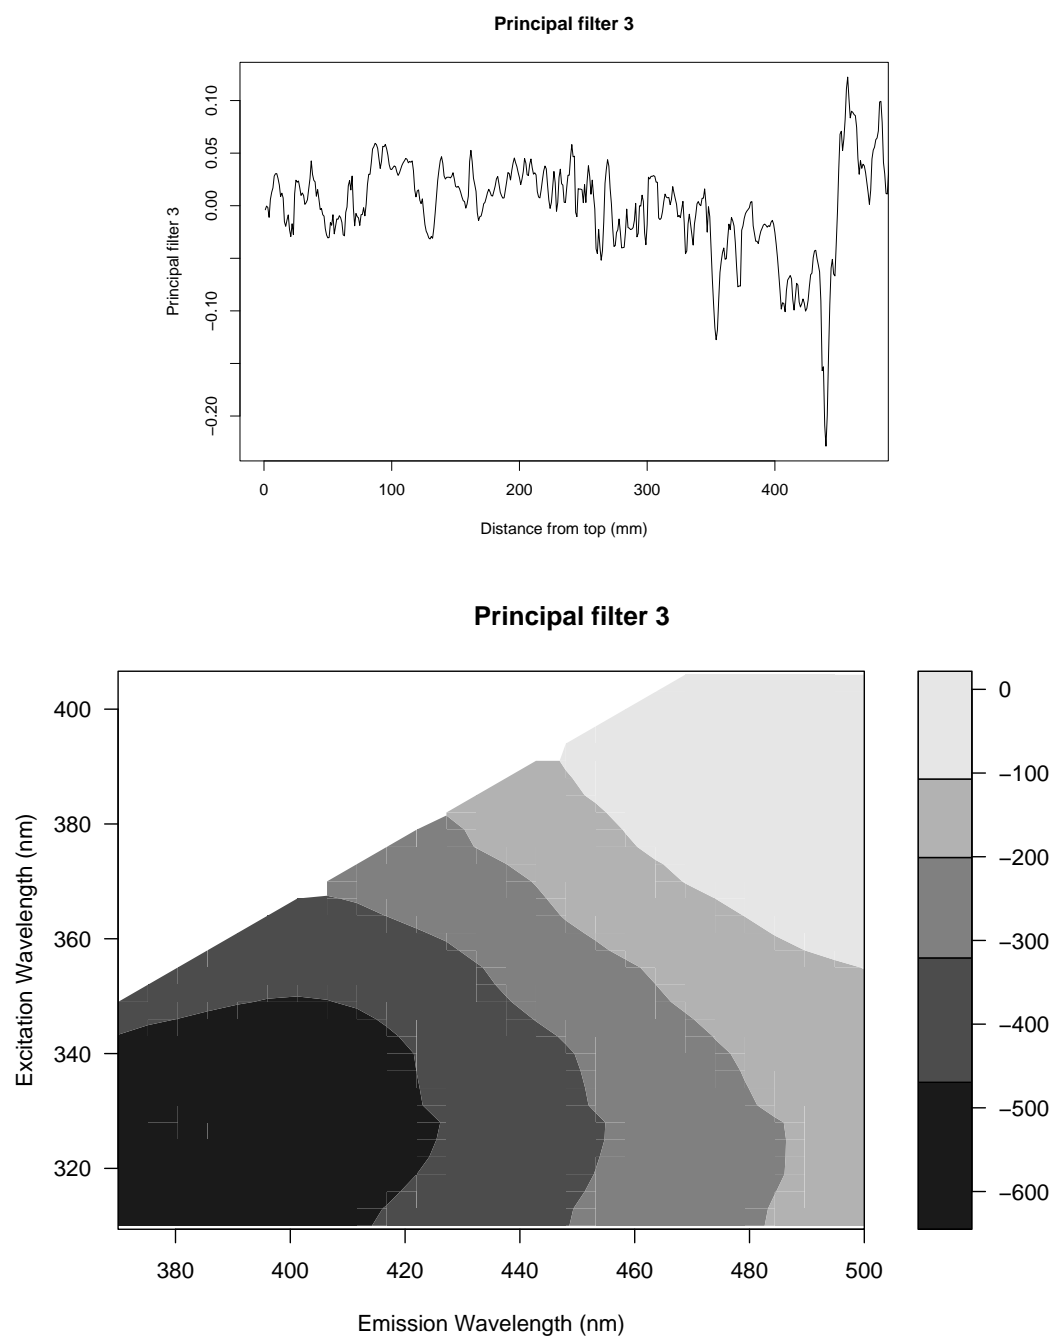 Principal filter 3
Principal filter 3
0.10
0.05
0.00
−0.10
−0.20
0 100 200 300 400
Distance from top (mm)
Principal filter 3
Excitation Wavelength (nm)
400
380
360
340
320
380 400 420 440 460 480 500
Emission Wavelength (nm)
0
−100
−200
−300
−400
−500
−600